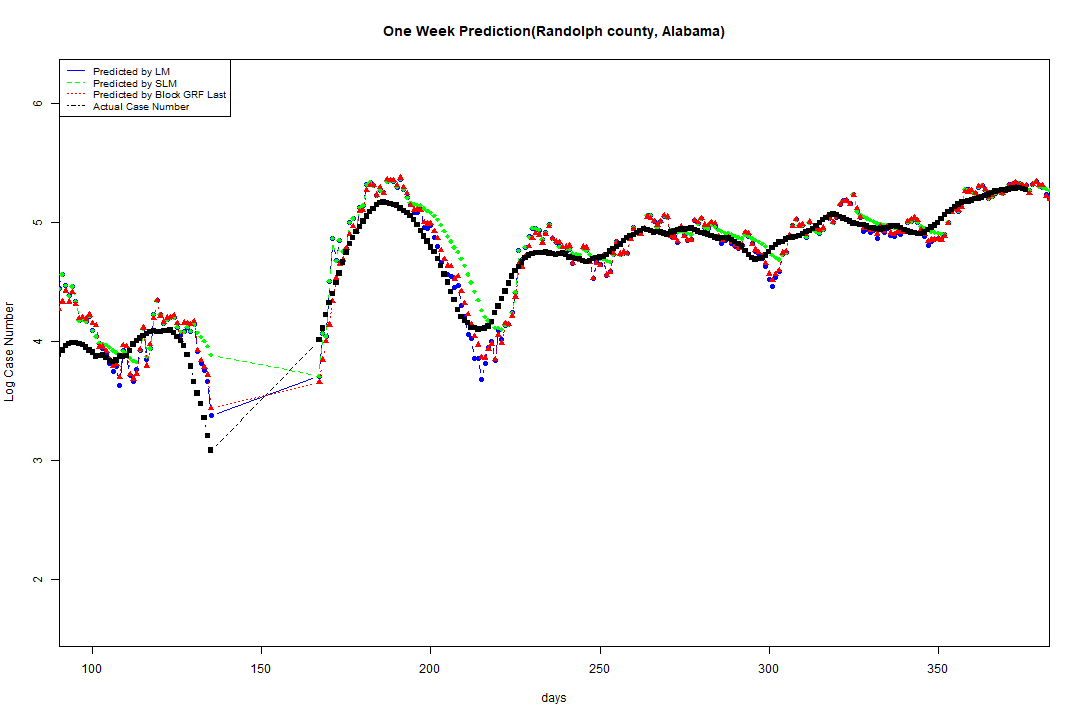 One Week Prediction(Randolph county, Alabama)
Predicted by LM
Predicted by SLM
Predicted by Block GRF Last
Actual Case Number
6
5
4
3
2
Log Case Number
100 150 200 250 300 350
days